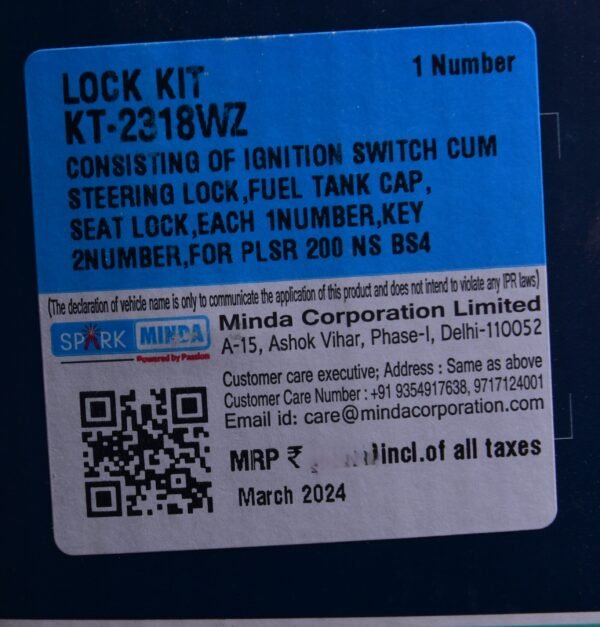 LOCK KIT
1 Number
KT-2318WZ
CONSISTING OF IGNITION SWITCH CUM
STEERING LOCK,FUEL TANK CAP,
SEAT LOCK,EACH 1NUMBER,KEY
2NUMBER,FOR PLSR 200 NS BS4
(The declaration of vehicle name is only to communicate the application of this product and does not intend to violate any IPR laws)
SPARK MINDA
Powered by Passion
Minda Corporation Limited
A-15, Ashok Vihar, Phase-I, Delhi-110052
Customer care executive; Address : Same as above
Customer Care Number : +91 9354917638, 9717124001
Email id: care@mindacorporation.com
MRP ₹ )incl.of all taxes
March 2024